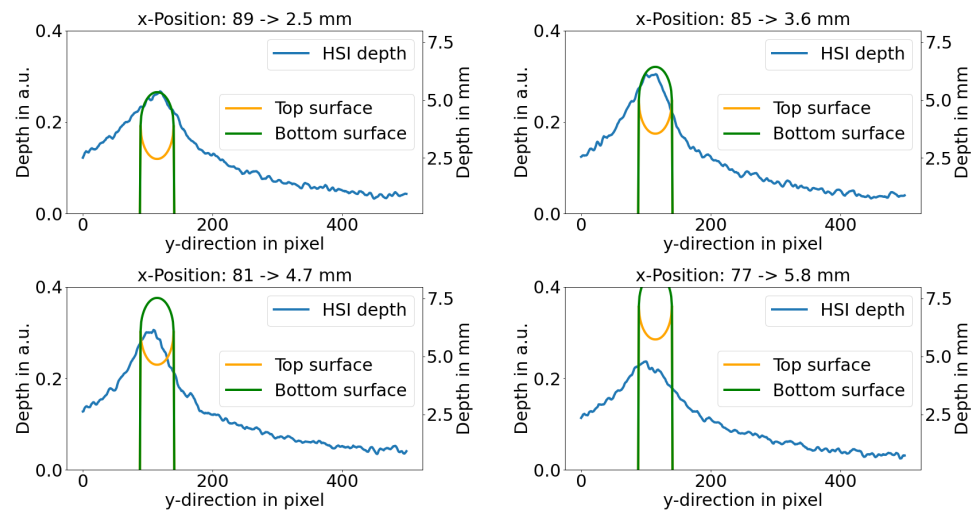 x-Position: 89 -> 2.5 mm
0.4
0.2
0.0
Depth in a.u.
7.5
5.0
2.5
Depth in mm
HSI depth
Top surface
Bottom surface
0
200
400
y-direction in pixel
x-Position: 85 -> 3.6 mm
0.4
0.2
0.0
Depth in a.u.
7.5
5.0
2.5
Depth in mm
HSI depth
Top surface
Bottom surface
0
200
400
y-direction in pixel
x-Position: 81 -> 4.7 mm
0.4
0.2
0.0
Depth in a.u.
7.5
5.0
2.5
Depth in mm
HSI depth
Top surface
Bottom surface
0
200
400
y-direction in pixel
x-Position: 77 -> 5.8 mm
0.4
0.2
0.0
Depth in a.u.
7.5
5.0
2.5
Depth in mm
HSI depth
Top surface
Bottom surface
0
200
400
y-direction in pixel